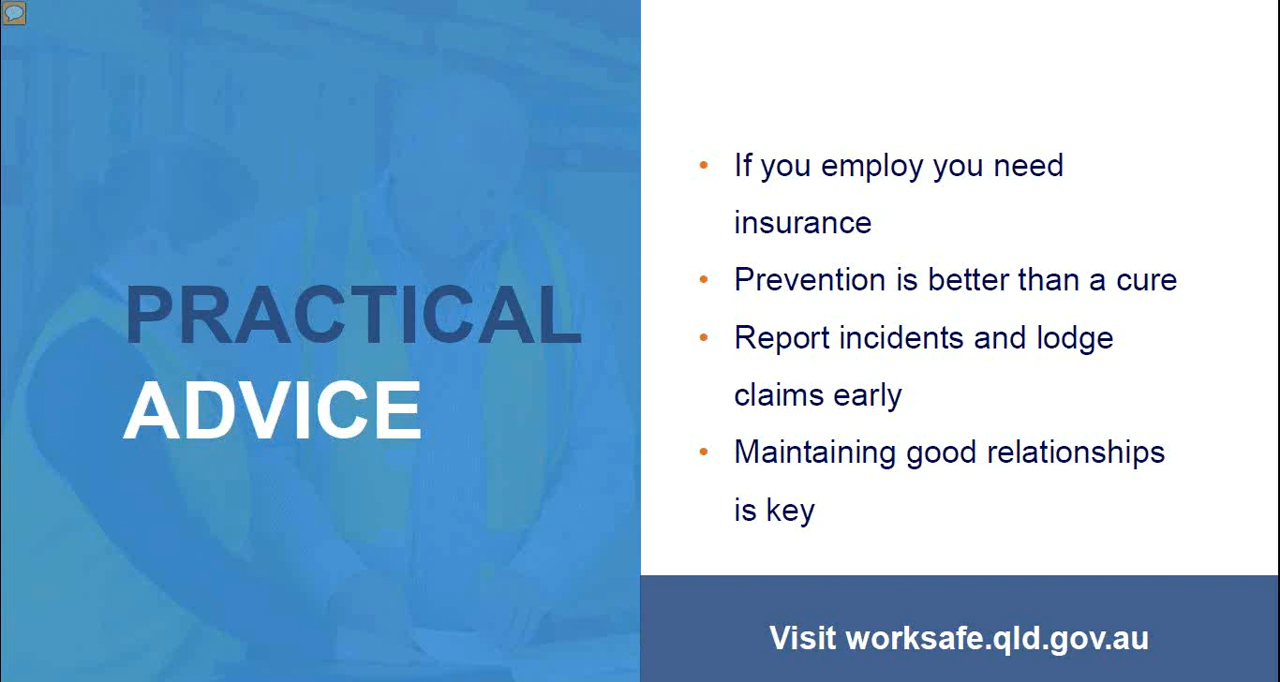 PRACTICAL
ADVICE
• If you employ you need
insurance
• Prevention is better than a cure
• Report incidents and lodge
claims early
• Maintaining good relationships
is key
Visit worksafe.qld.gov.au